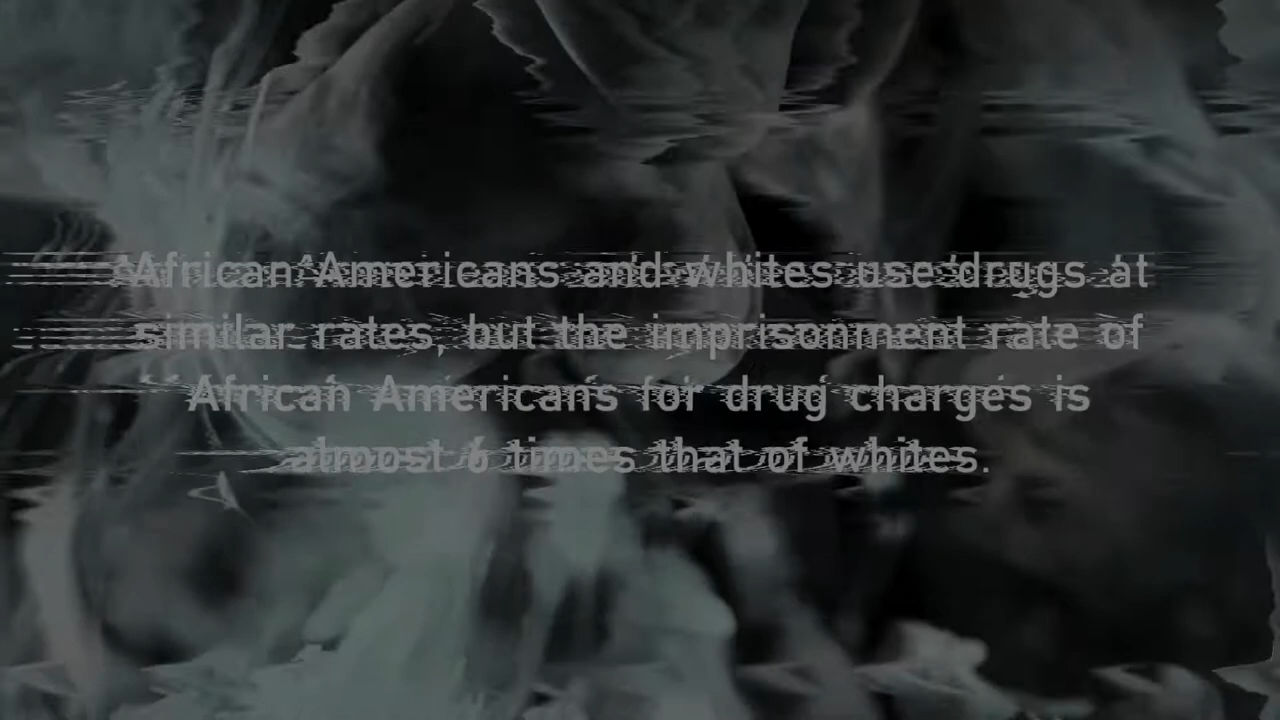 African Americans and whites use drugs at
similar rates, but the imprisonment rate of
African Americans for drug charges is
almost 6 times that of whites.